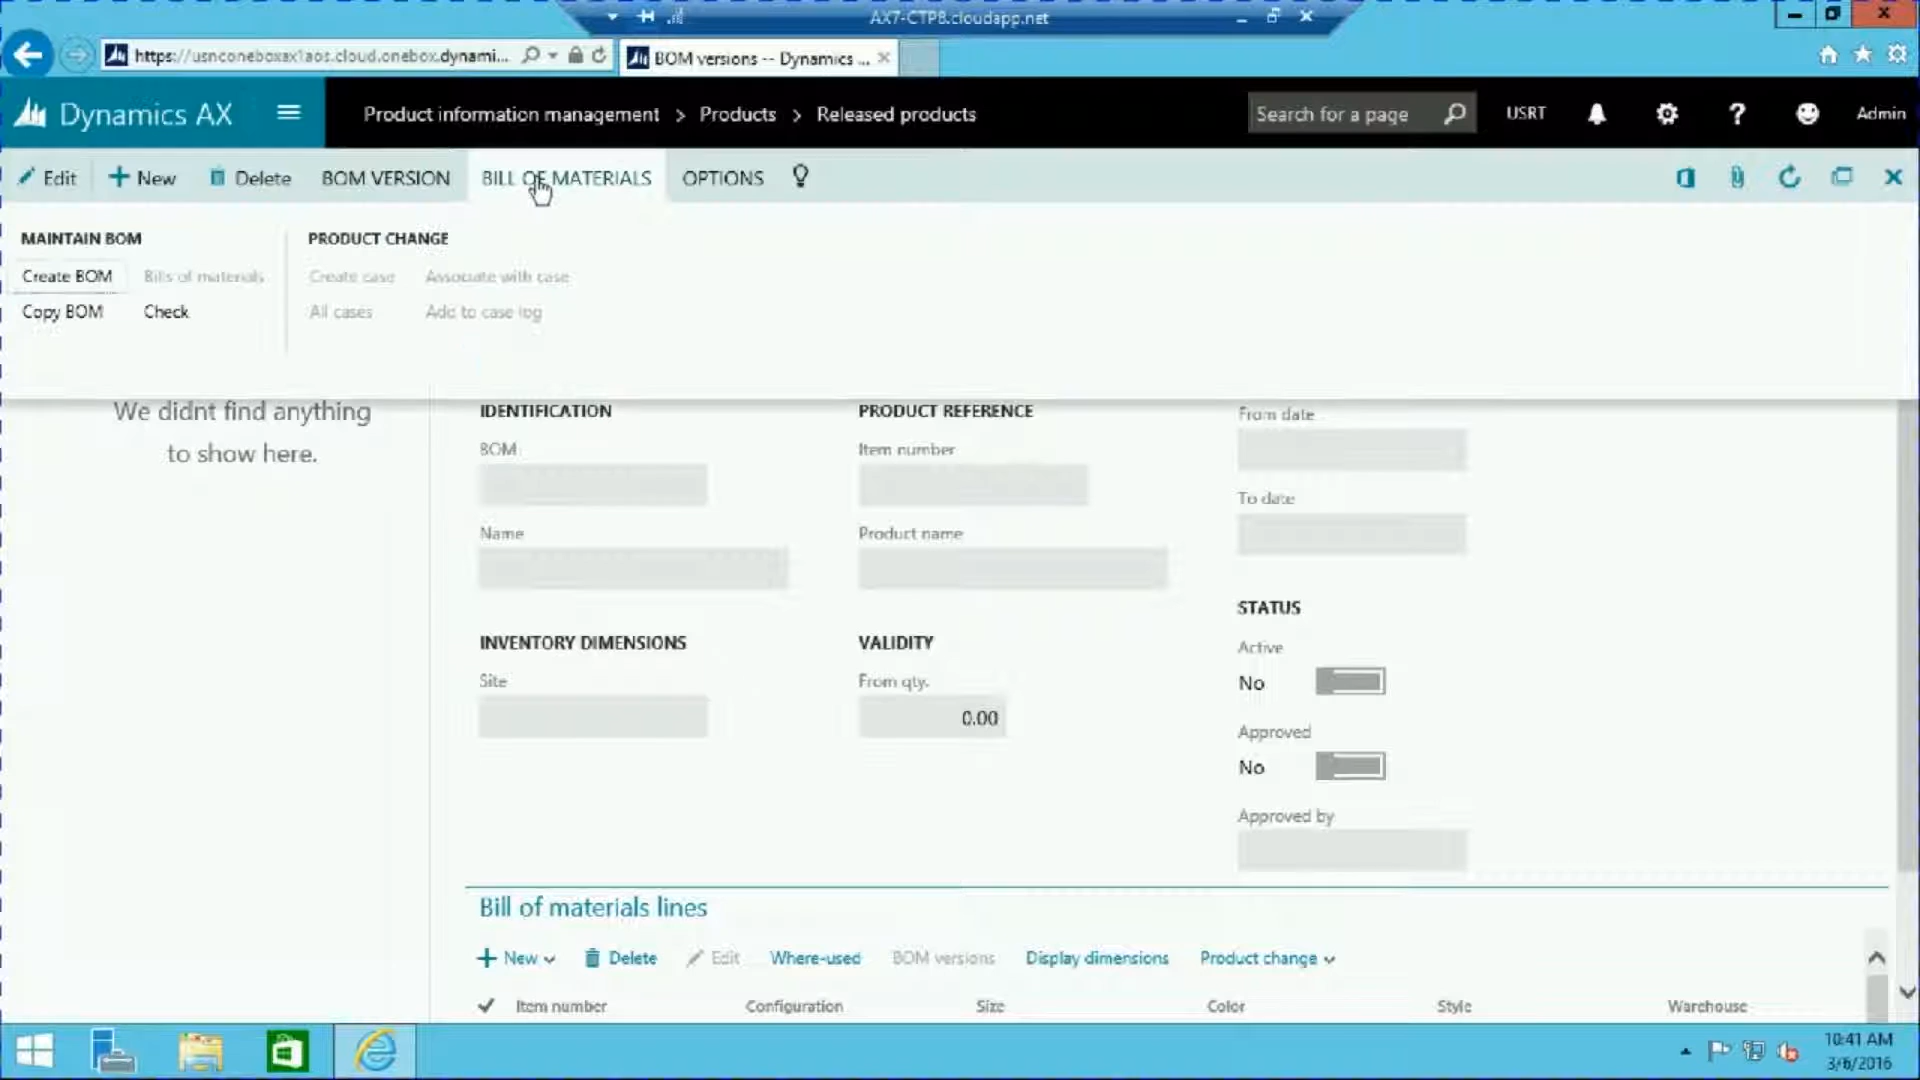 AX7-CTP8.cloudapp.net
https://usnconeboxax1aos.cloud.onebox.dynami...
BOM versions -- Dynamics ...
Dynamics AX
Product information management > Products > Released products
Search for a page
USRT
Admin
Edit
New
Delete
BOM VERSION
BILL OF MATERIALS
OPTIONS
MAINTAIN BOM
PRODUCT CHANGE
Create BOM
Bills of materials
Create case
Associate with case
Copy BOM
Check
All cases
Add to case log
We didnt find anything
to show here.
IDENTIFICATION
PRODUCT REFERENCE
From date
BOM
Item number
To date
Name
Product name
STATUS
INVENTORY DIMENSIONS
VALIDITY
Active
Site
From qty.
No
0.00
Approved
No
Approved by
Bill of materials lines
New
Delete
Edit
Where-used
BOM versions
Display dimensions
Product change
Item number
Configuration
Size
Color
Style
Warehouse
10:41 AM
3/6/2016